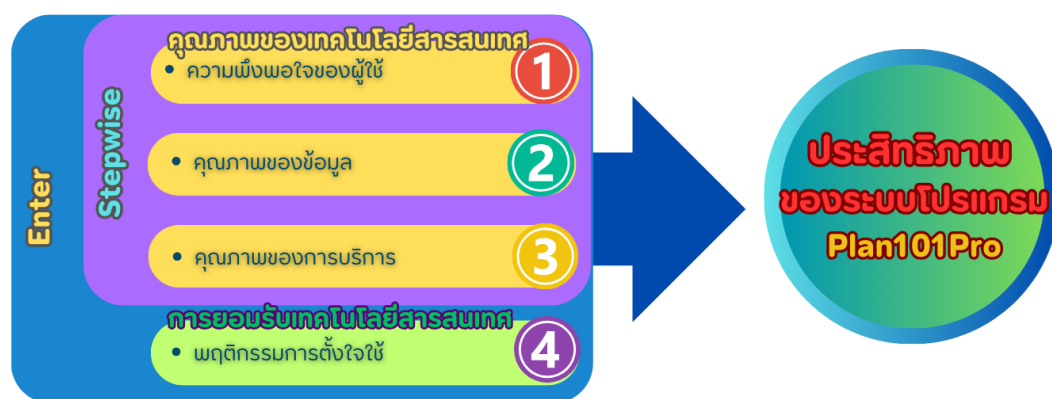 Enter
Stepwise
คุณภาพของเทคโนโลยีสารสนเทศ
• ความพึงพอใจของผู้ใช้
1
• คุณภาพของข้อมูล
2
• คุณภาพของการบริการ
3
การยอมรับเทคโนโลยีสารสนเทศ
• พฤติกรรมการตั้งใจใช้
4
ประสิทธิภาพ
ของระบบโปรแกรม
Plan101Pro